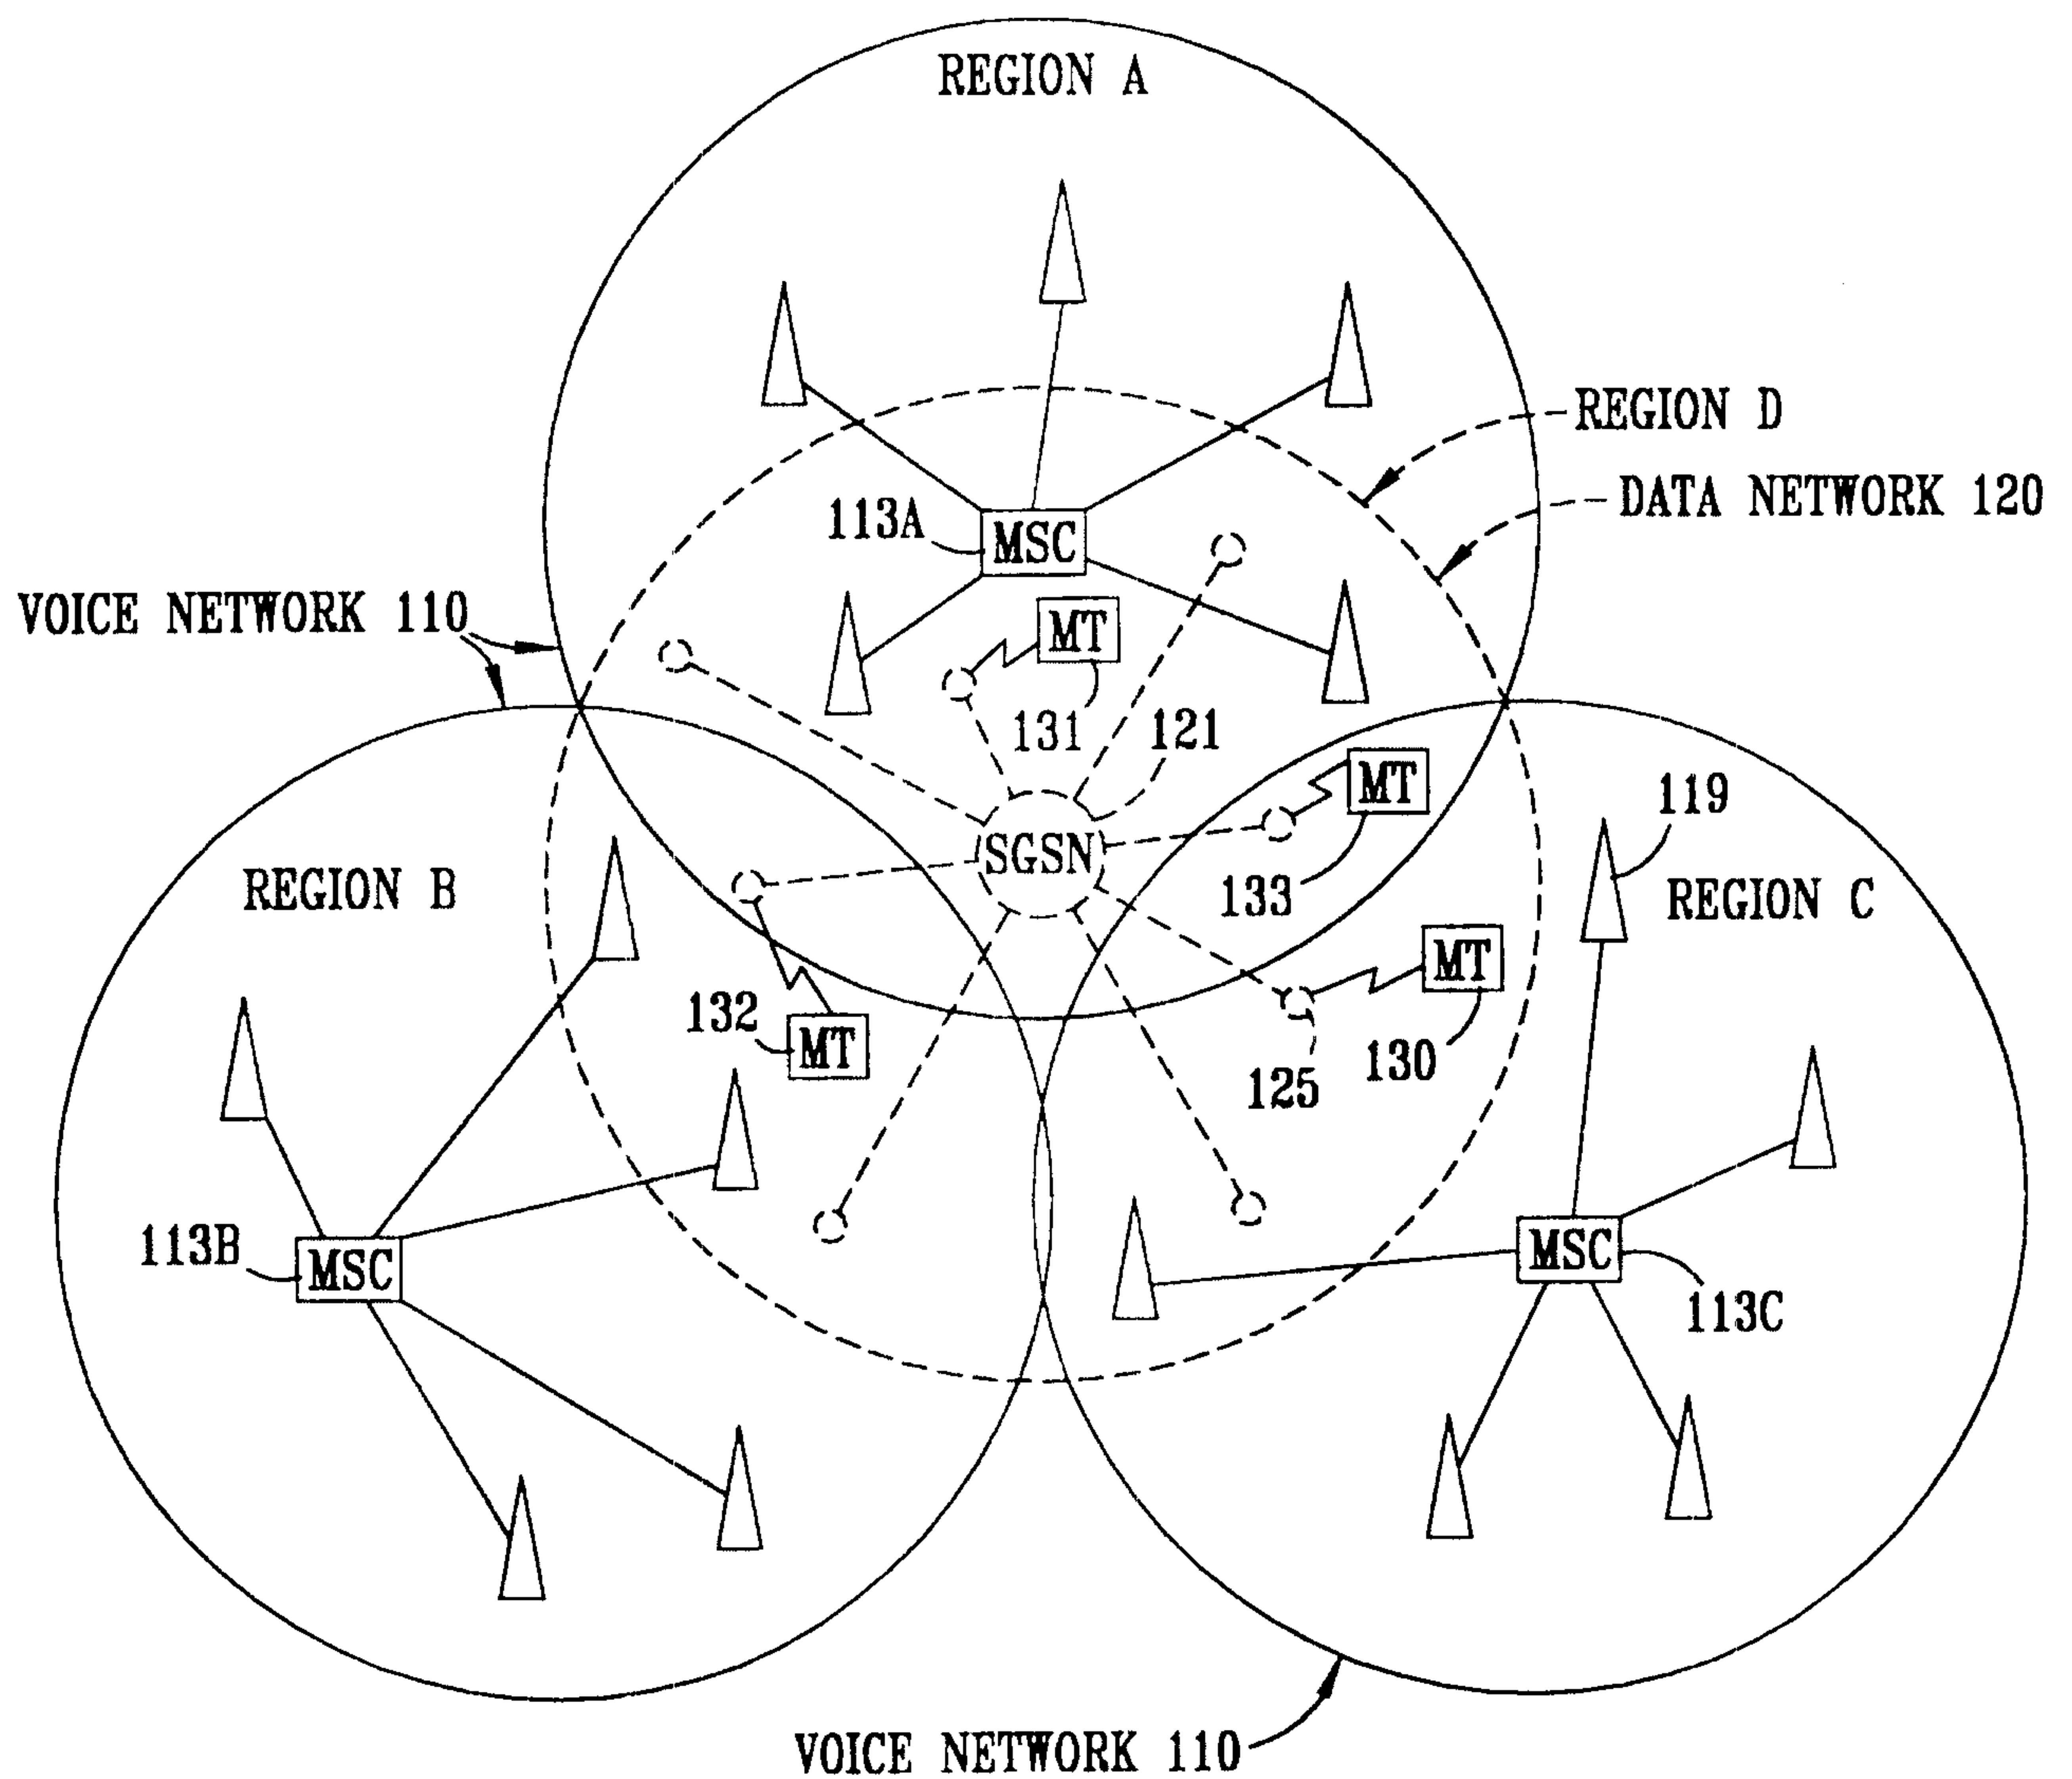 REGION A
REGION D
DATA NETWORK 120
113A
MSC
VOICE NETWORK 110
MT
131
121
MT
119
SGSN
133
REGION B
REGION C
MT
132
MT
130
125
113B
MSC
MSC
113C
VOICE NETWORK 110